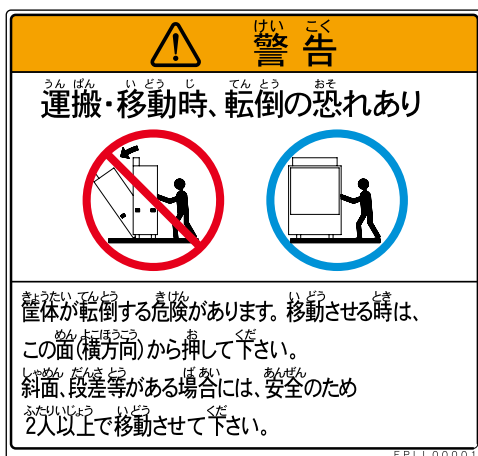 警告
運搬・移動時、転倒の恐れあり
筐体が転倒する危険があります。移動させる時は、
この面(横方向)から押して下さい。
斜面、段差等がある場合には、安全のため
2人以上で移動させて下さい。
EPLL00001